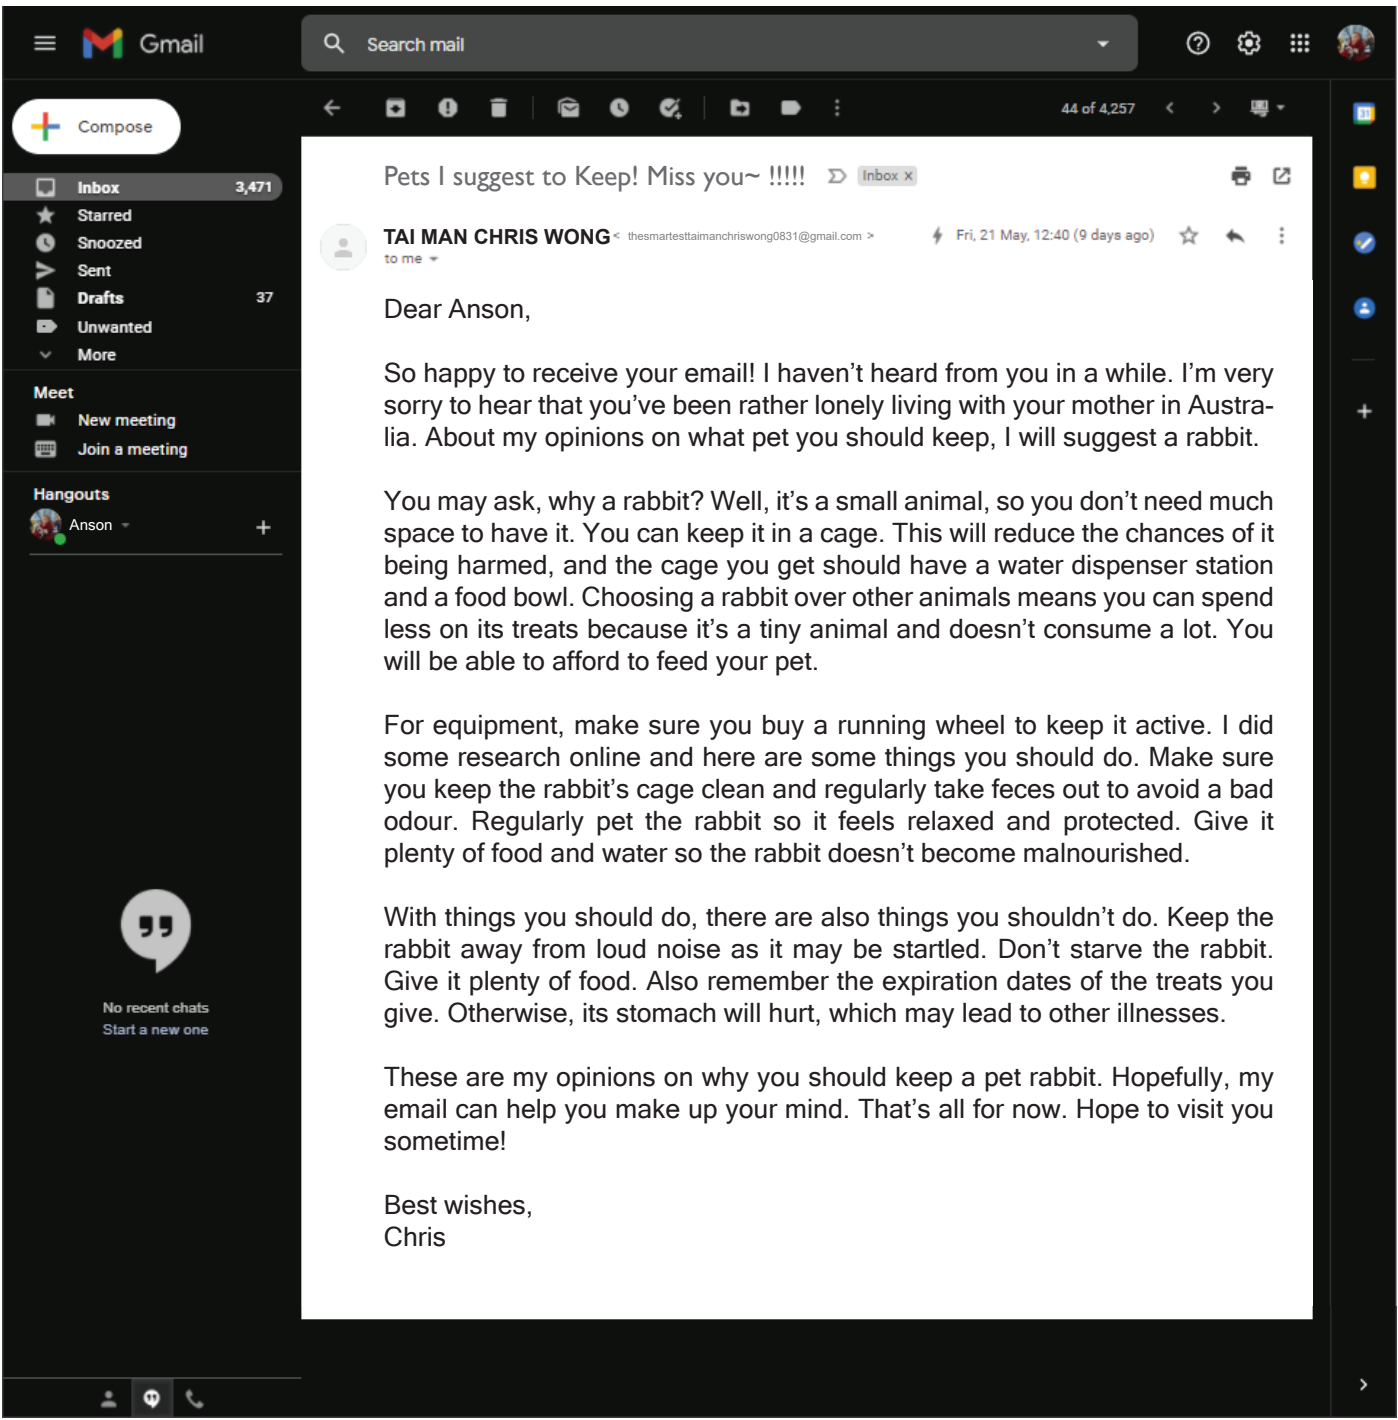 Gmail
Search mail
Compose
44 of 4,257
31
Inbox 3,471
Starred
Snoozed
Sent
Drafts 37
Unwanted
More
Meet
New meeting
Join a meeting
Hangouts
Anson
No recent chats
Start a new one
Pets I suggest to Keep! Miss you~ !!!!! Inbox x
TAI MAN CHRIS WONG < thesmartesttaimanchriswong0831@gmail.com > Fri, 21 May, 12:40 (9 days ago)
to me
Dear Anson,
So happy to receive your email! I haven't heard from you in a while. I'm very
sorry to hear that you've been rather lonely living with your mother in Austra-
lia. About my opinions on what pet you should keep, I will suggest a rabbit.
You may ask, why a rabbit? Well, it's a small animal, so you don't need much
space to have it. You can keep it in a cage. This will reduce the chances of it
being harmed, and the cage you get should have a water dispenser station
and a food bowl. Choosing a rabbit over other animals means you can spend
less on its treats because it's a tiny animal and doesn't consume a lot. You
will be able to afford to feed your pet.
For equipment, make sure you buy a running wheel to keep it active. I did
some research online and here are some things you should do. Make sure
you keep the rabbit's cage clean and regularly take feces out to avoid a bad
odour. Regularly pet the rabbit so it feels relaxed and protected. Give it
plenty of food and water so the rabbit doesn't become malnourished.
With things you should do, there are also things you shouldn't do. Keep the
rabbit away from loud noise as it may be startled. Don't starve the rabbit.
Give it plenty of food. Also remember the expiration dates of the treats you
give. Otherwise, its stomach will hurt, which may lead to other illnesses.
These are my opinions on why you should keep a pet rabbit. Hopefully, my
email can help you make up your mind. That's all for now. Hope to visit you
sometime!
Best wishes,
Chris